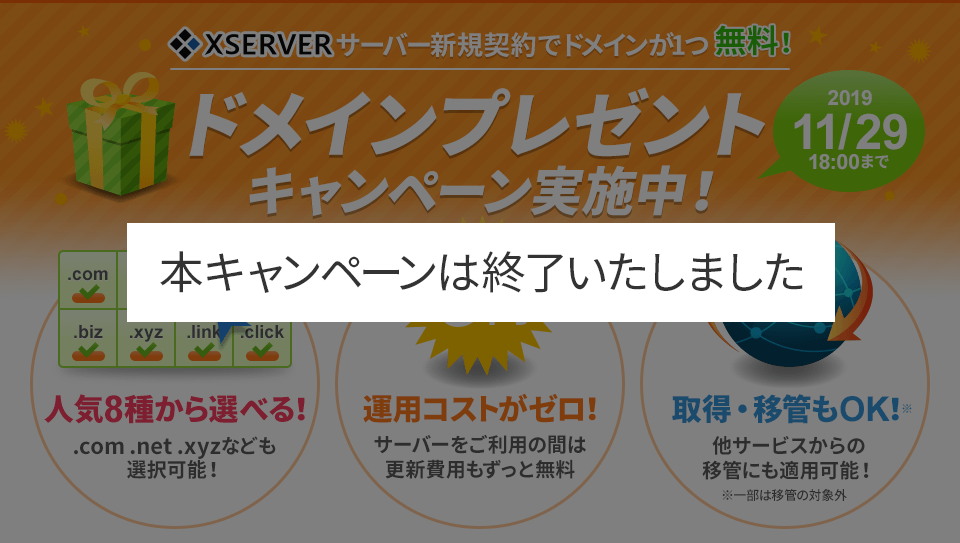 XSERVER サーバー新規契約でドメインが1つ 無料！
ドメインプレゼント
キャンペーン実施中！
2019
11/29
18:00まで
本キャンペーンは終了いたしました
.com
.biz .xyz .link .click
人気8種から選べる！
.com .net .xyzなども
選択可能！
運用コストがゼロ！
サーバーをご利用の間は
更新費用もずっと無料
取得・移管もOK！※
他サービスからの
移管にも適用可能！
※一部は移管の対象外